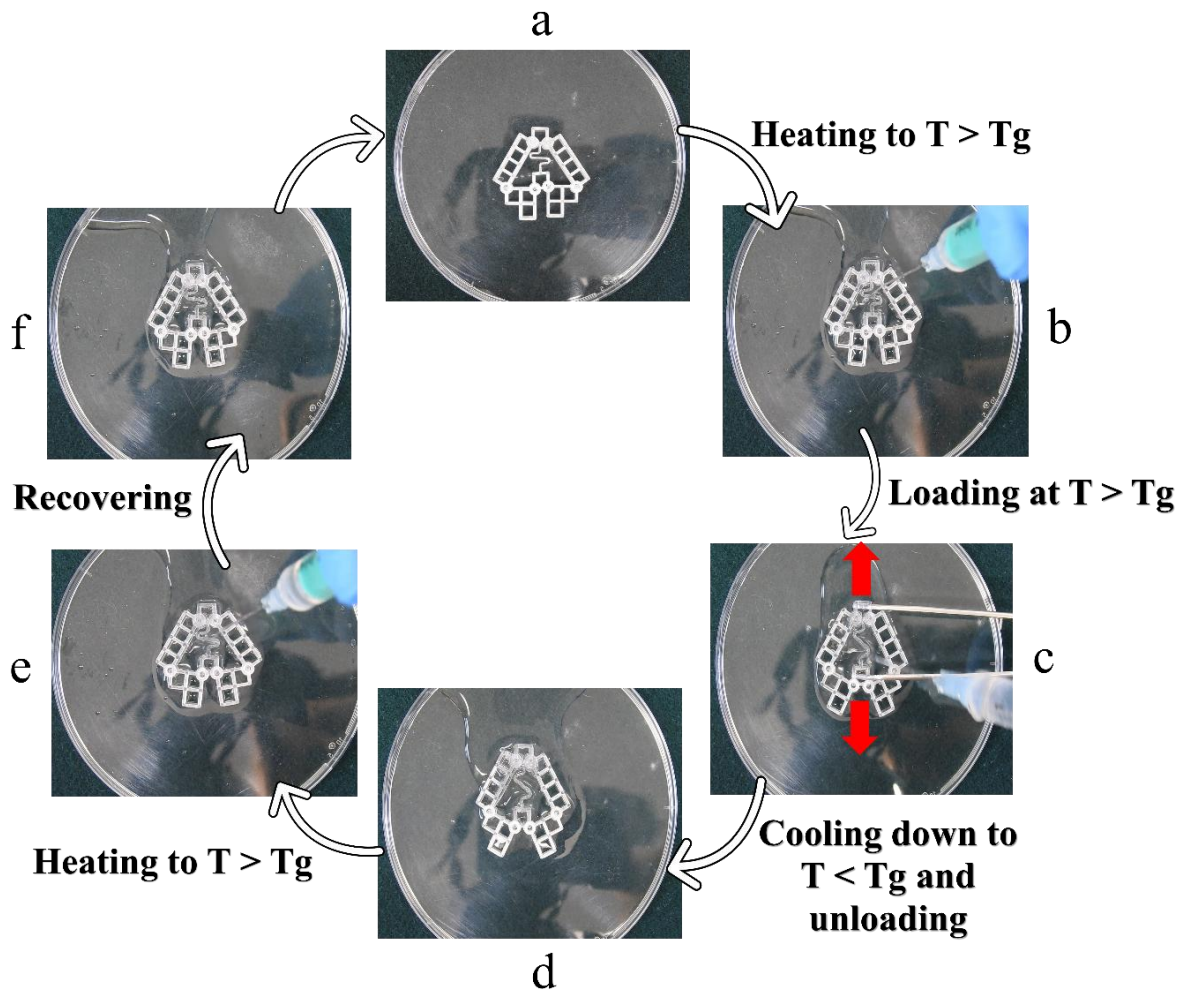 a
Heating to T > Tg
b
Loading at T > Tg
c
Cooling down to
T < Tg and
unloading
d
Heating to T > Tg
e
Recovering
f